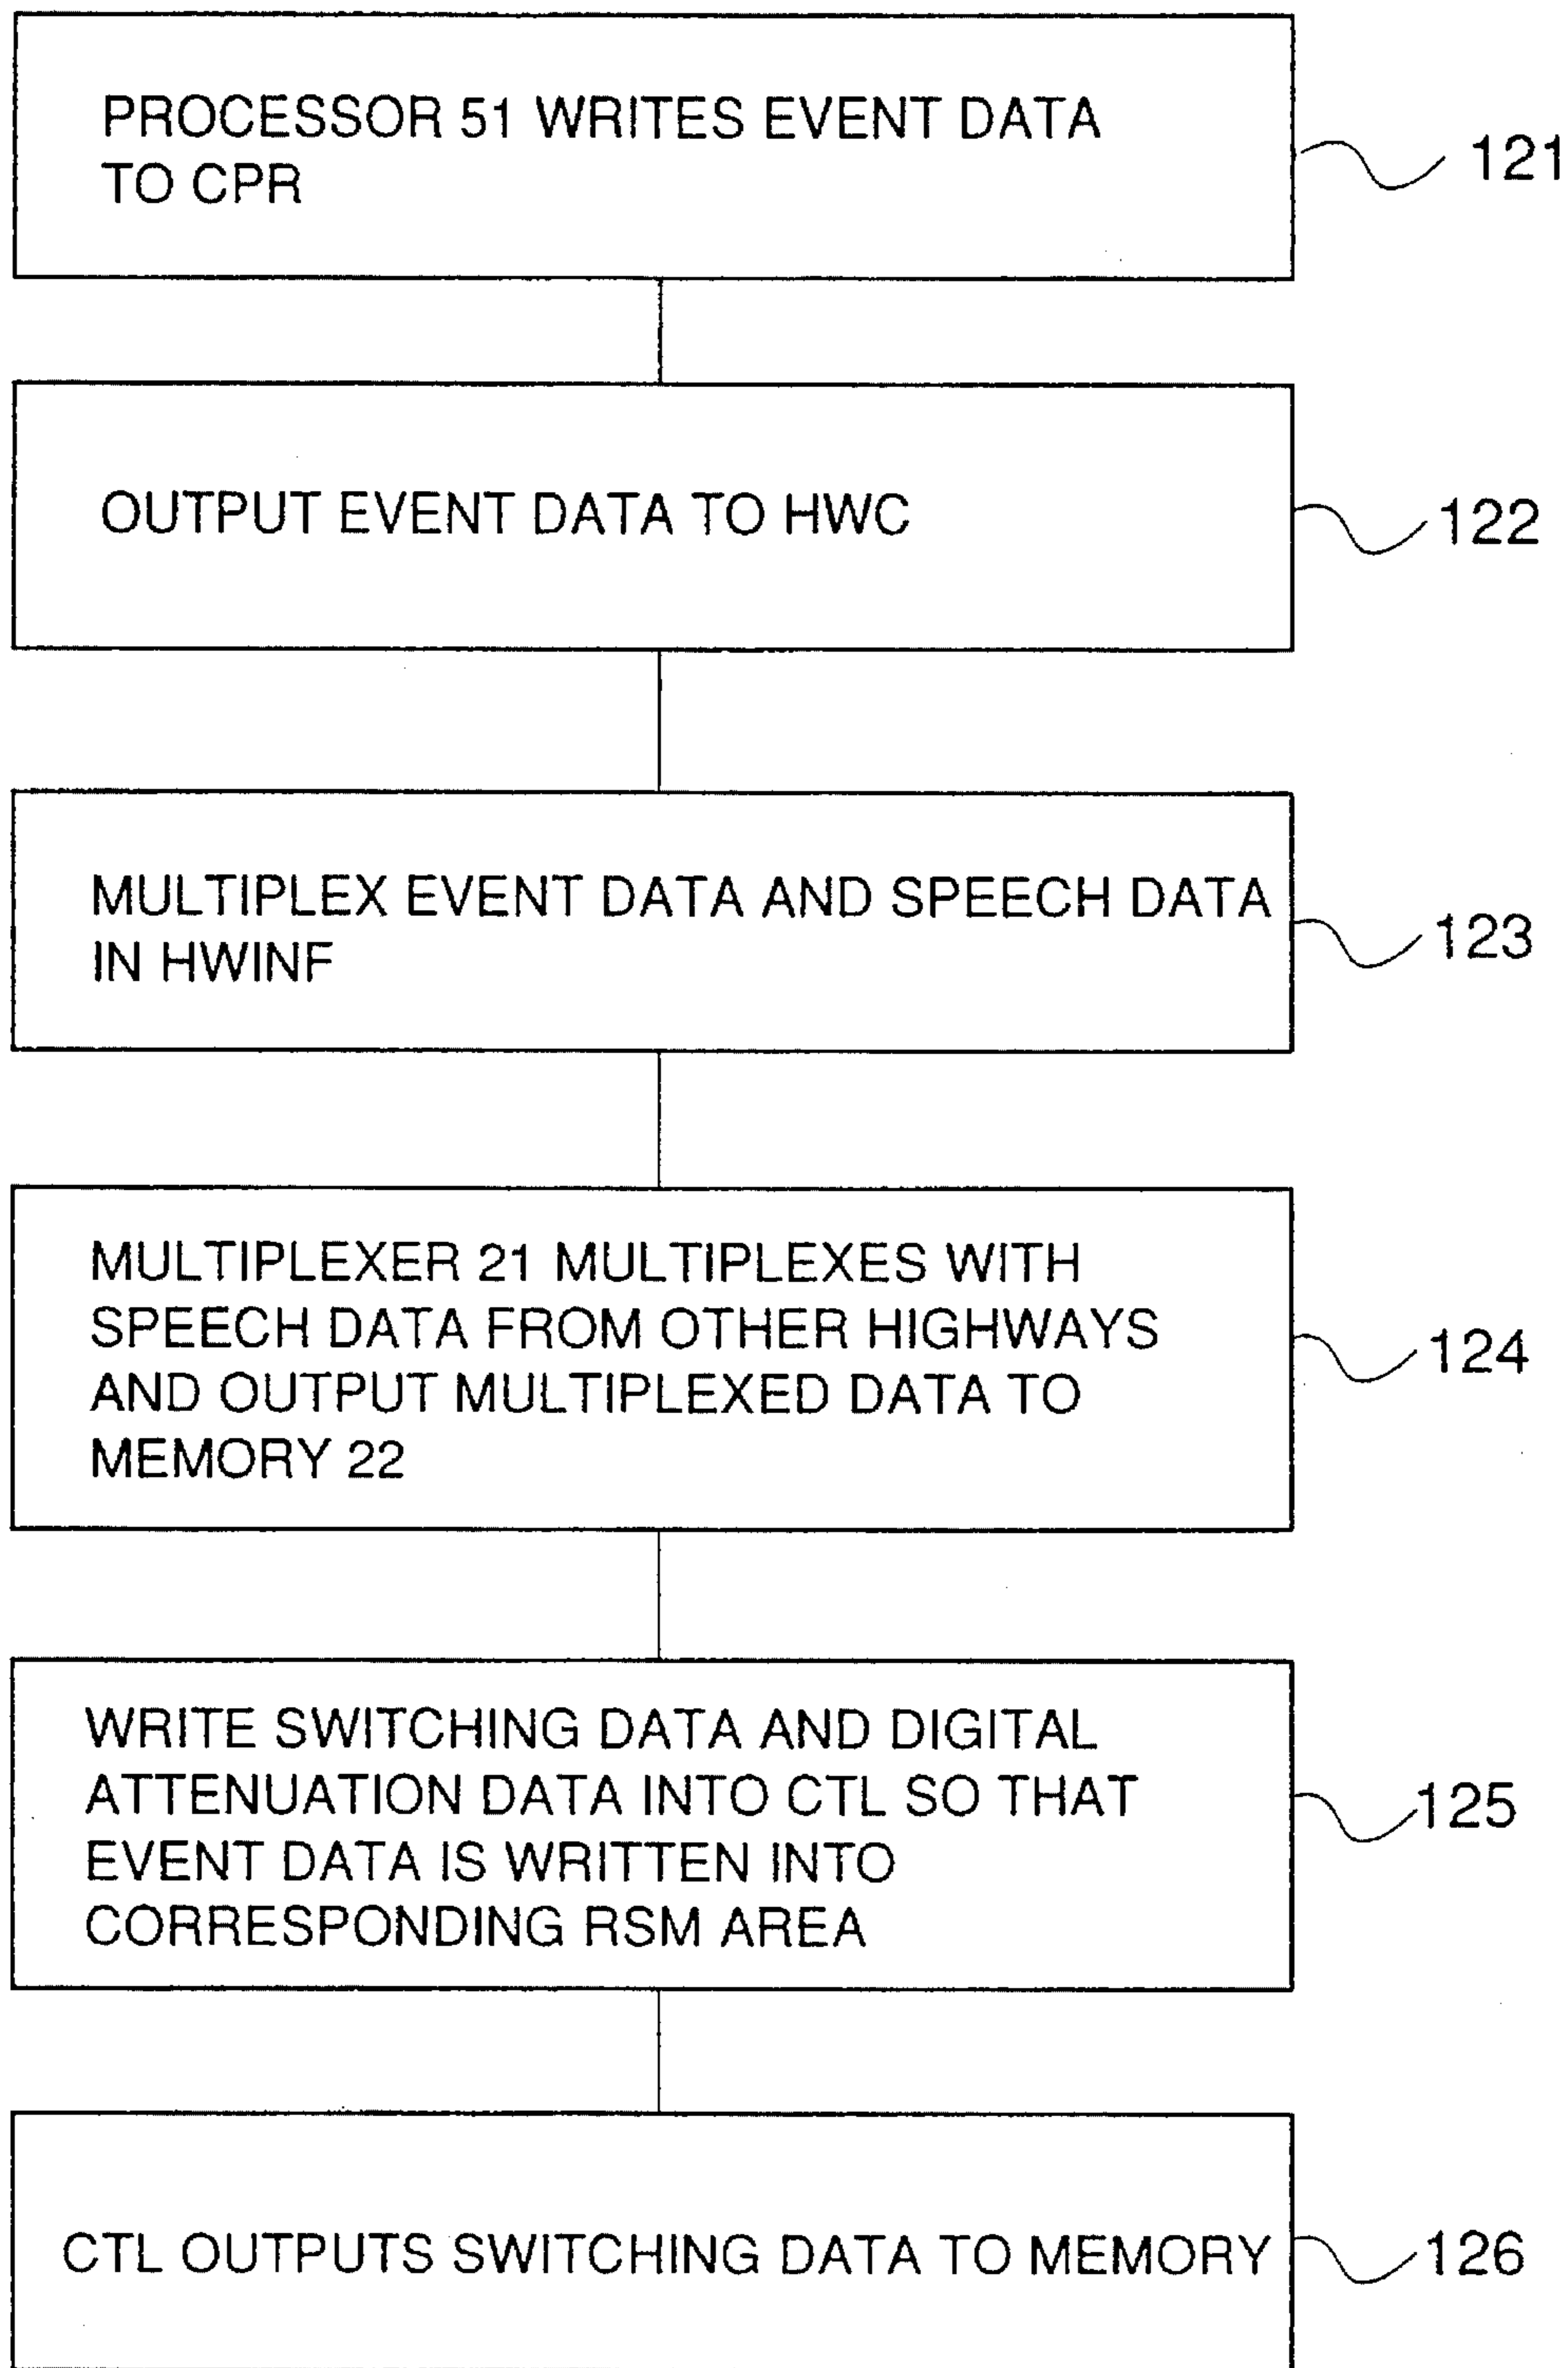 PROCESSOR 51 WRITES EVENT DATA
TO CPR
121
OUTPUT EVENT DATA TO HWC
122
MULTIPLEX EVENT DATA AND SPEECH DATA
IN HWINF
123
MULTIPLEXER 21 MULTIPLEXES WITH
SPEECH DATA FROM OTHER HIGHWAYS
AND OUTPUT MULTIPLEXED DATA TO
MEMORY 22
124
WRITE SWITCHING DATA AND DIGITAL
ATTENUATION DATA INTO CTL SO THAT
EVENT DATA IS WRITTEN INTO
CORRESPONDING RSM AREA
125
CTL OUTPUTS SWITCHING DATA TO MEMORY
126